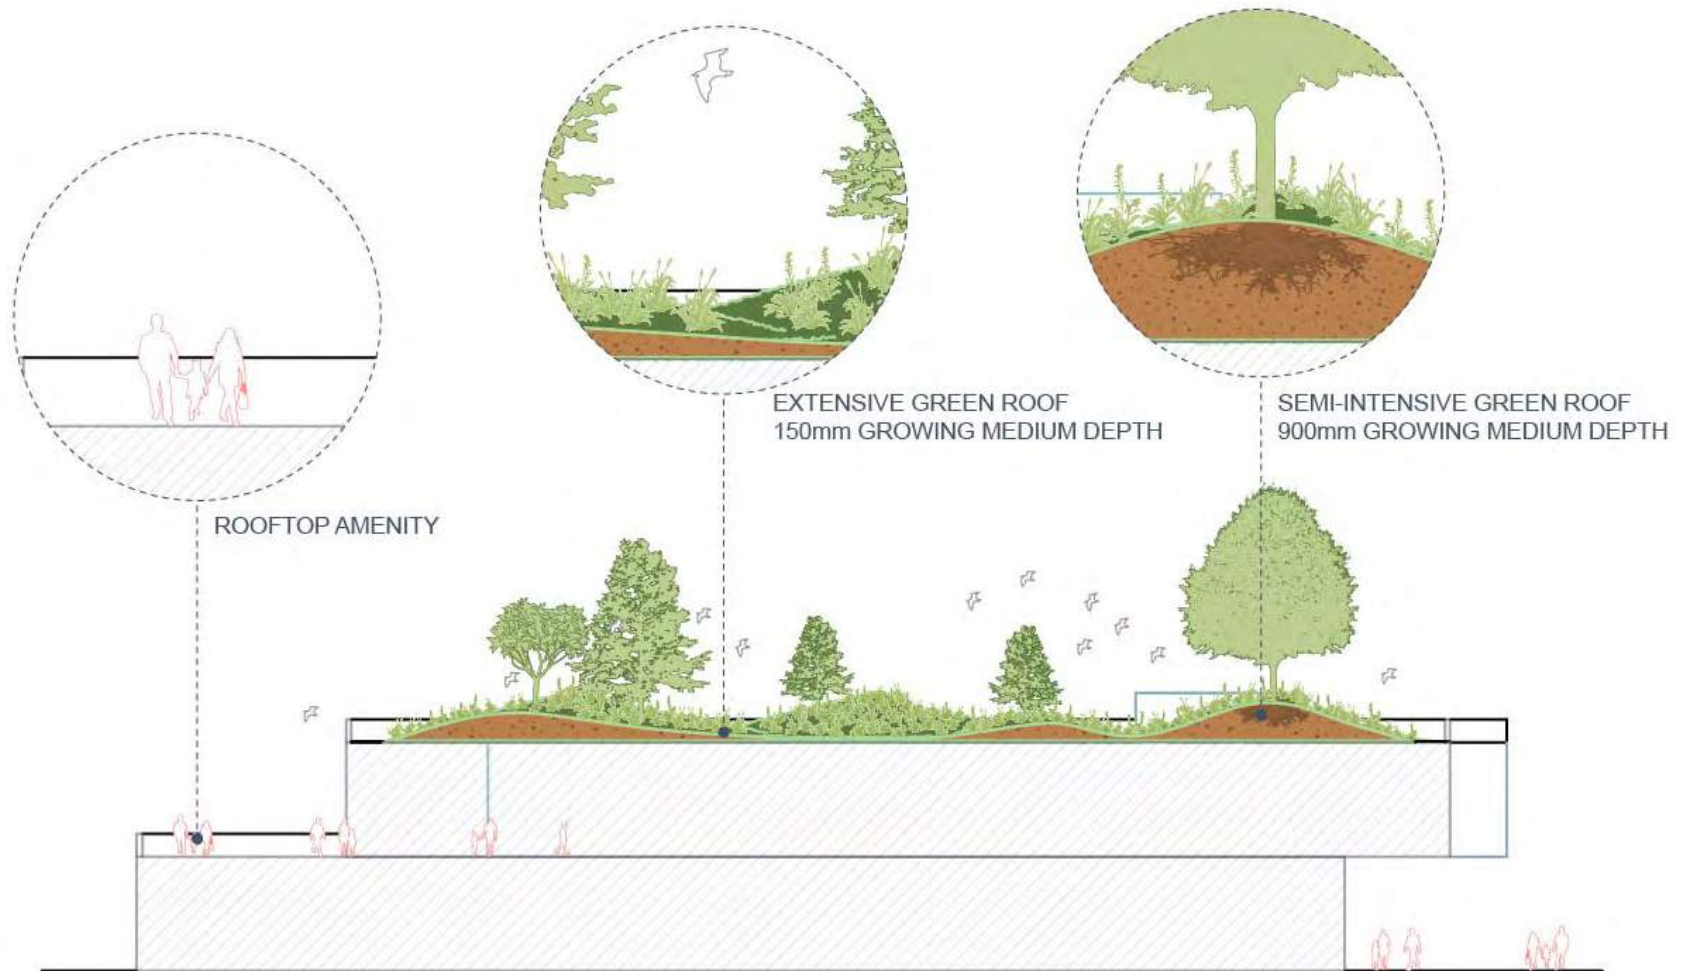 EXTENSIVE GREEN ROOF
150mm GROWING MEDIUM DEPTH
SEMI-INTENSIVE GREEN ROOF
900mm GROWING MEDIUM DEPTH
ROOFTOP AMENITY